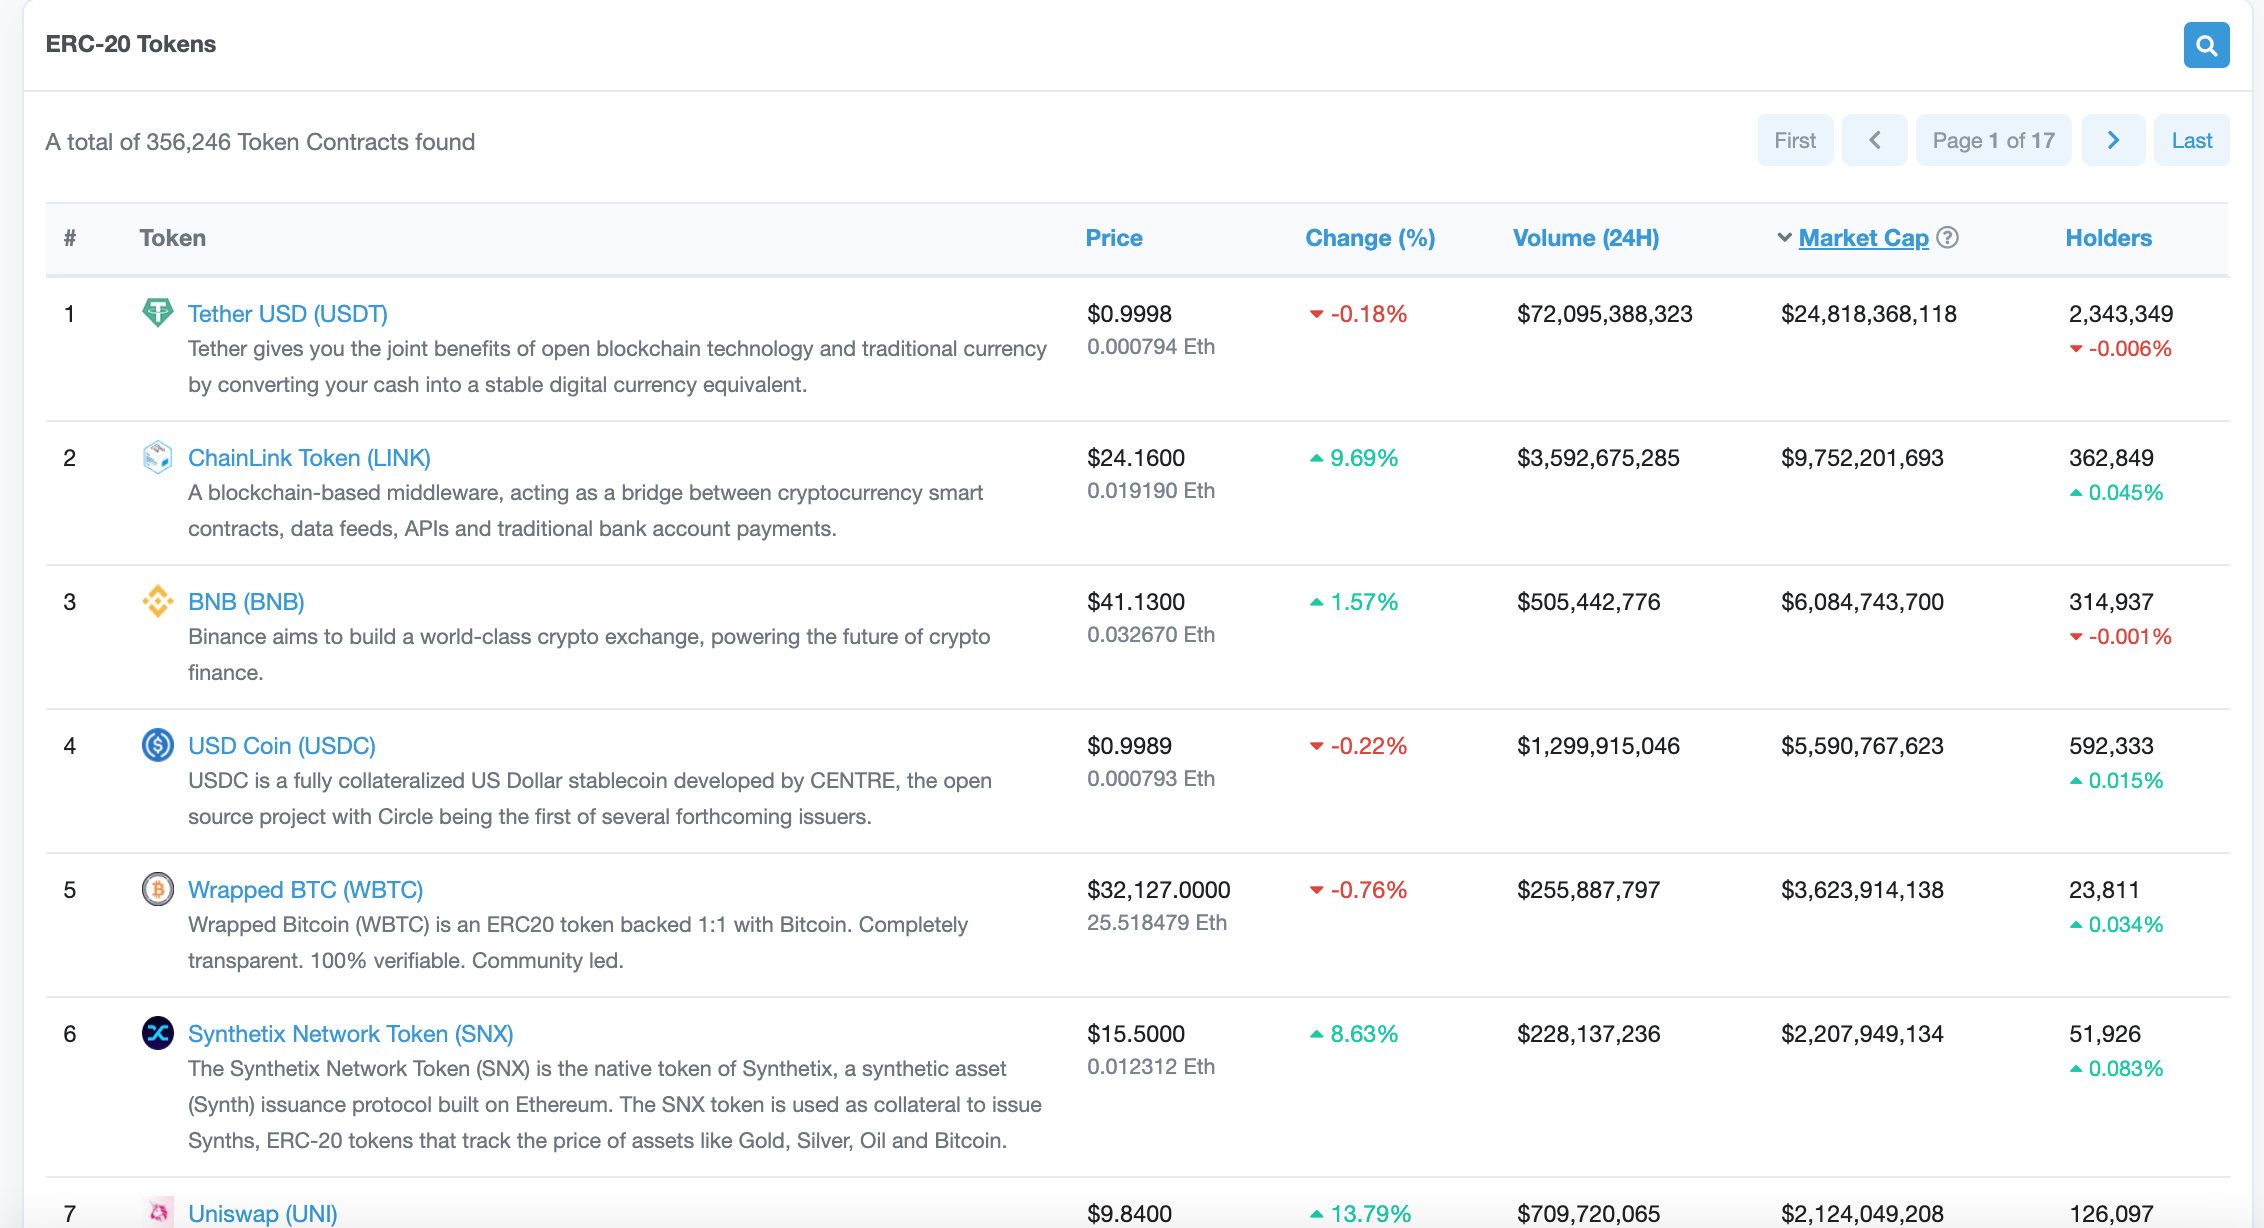 ERC-20 Tokens
A total of 356,246 Token Contracts found
First Page 1 of 17 Last
# Token Price Change (%) Volume (24H) Market Cap ? Holders
1 Tether USD (USDT) $0.9998 -0.18% $72,095,388,323 $24,818,368,118 2,343,349
Tether gives you the joint benefits of open blockchain technology and traditional currency 0.000794 Eth -0.006%
by converting your cash into a stable digital currency equivalent.
2 ChainLink Token (LINK) $24.1600 9.69% $3,592,675,285 $9,752,201,693 362,849
A blockchain-based middleware, acting as a bridge between cryptocurrency smart 0.019190 Eth 0.045%
contracts, data feeds, APIs and traditional bank account payments.
3 BNB (BNB) $41.1300 1.57% $505,442,776 $6,084,743,700 314,937
Binance aims to build a world-class crypto exchange, powering the future of crypto 0.032670 Eth -0.001%
finance.
4 USD Coin (USDC) $0.9989 -0.22% $1,299,915,046 $5,590,767,623 592,333
USDC is a fully collateralized US Dollar stablecoin developed by CENTRE, the open 0.000793 Eth 0.015%
source project with Circle being the first of several forthcoming issuers.
5 Wrapped BTC (WBTC) $32,127.0000 -0.76% $255,887,797 $3,623,914,138 23,811
Wrapped Bitcoin (WBTC) is an ERC20 token backed 1:1 with Bitcoin. Completely 25.518479 Eth 0.034%
transparent. 100% verifiable. Community led.
6 Synthetix Network Token (SNX) $15.5000 8.63% $228,137,236 $2,207,949,134 51,926
The Synthetix Network Token (SNX) is the native token of Synthetix, a synthetic asset 0.012312 Eth 0.083%
(Synth) issuance protocol built on Ethereum. The SNX token is used as collateral to issue
Synths, ERC-20 tokens that track the price of assets like Gold, Silver, Oil and Bitcoin.
7 Uniswap (UNI) $9.8400 13.79% $709,720,065 $2,124,049,208 126,097